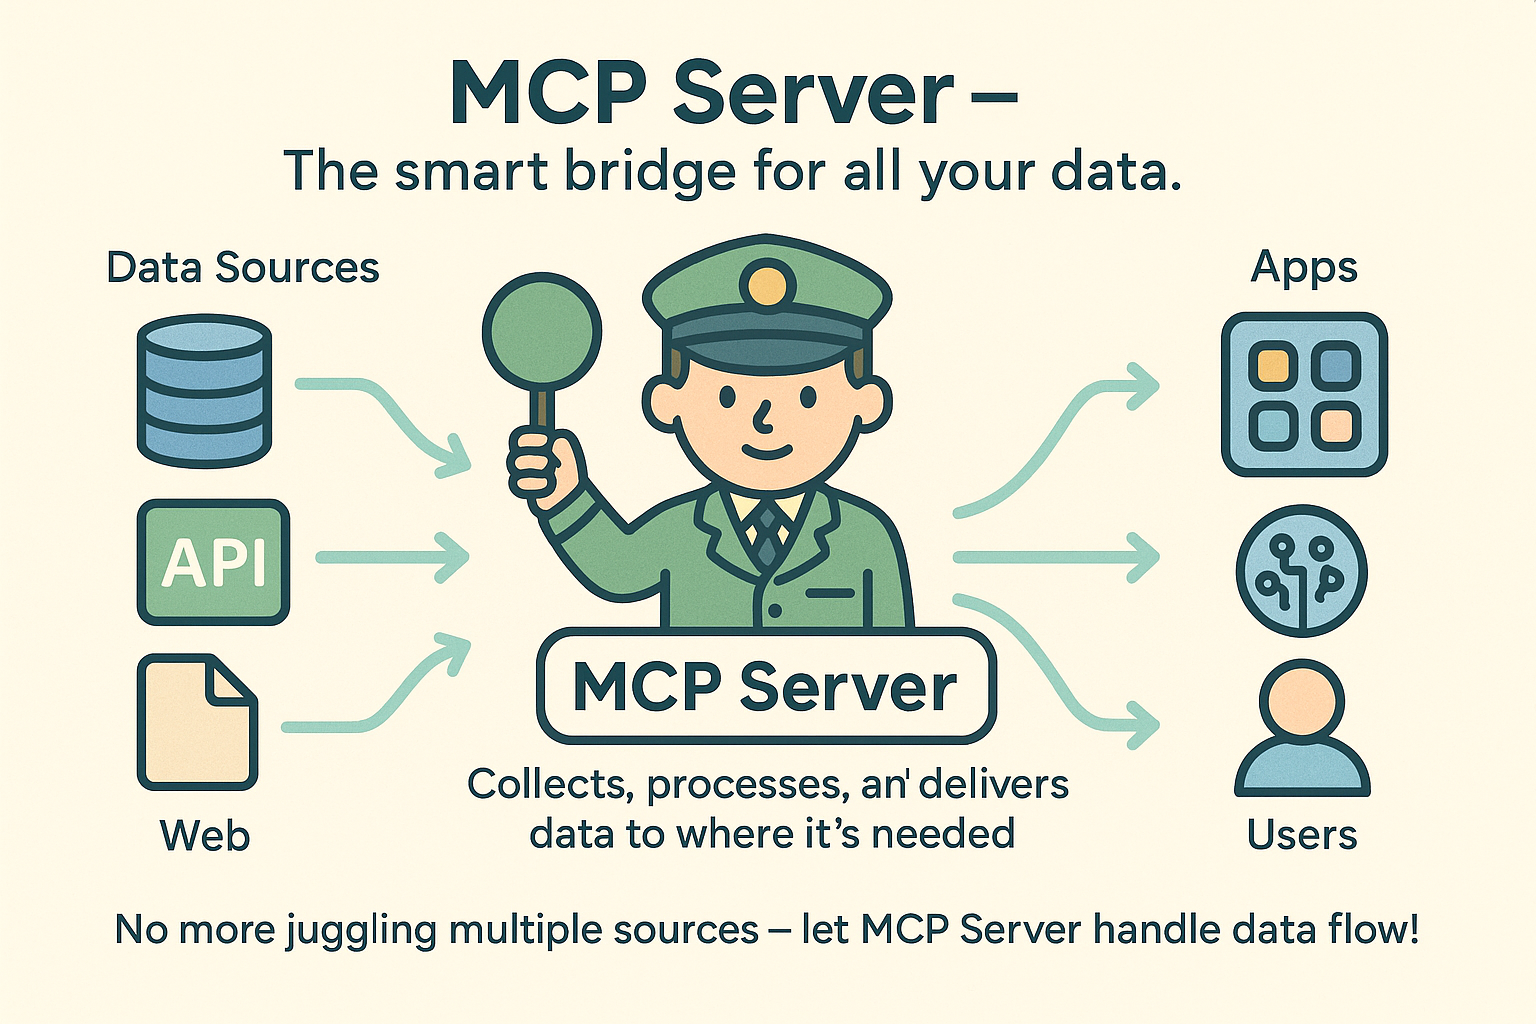 MCP Server –
The smart bridge for all your data.
Data Sources
Apps
API
MCP Server
Collects, processes, an' delivers
data to where it's needed
Web
Users
No more juggling multiple sources – let MCP Server handle data flow!